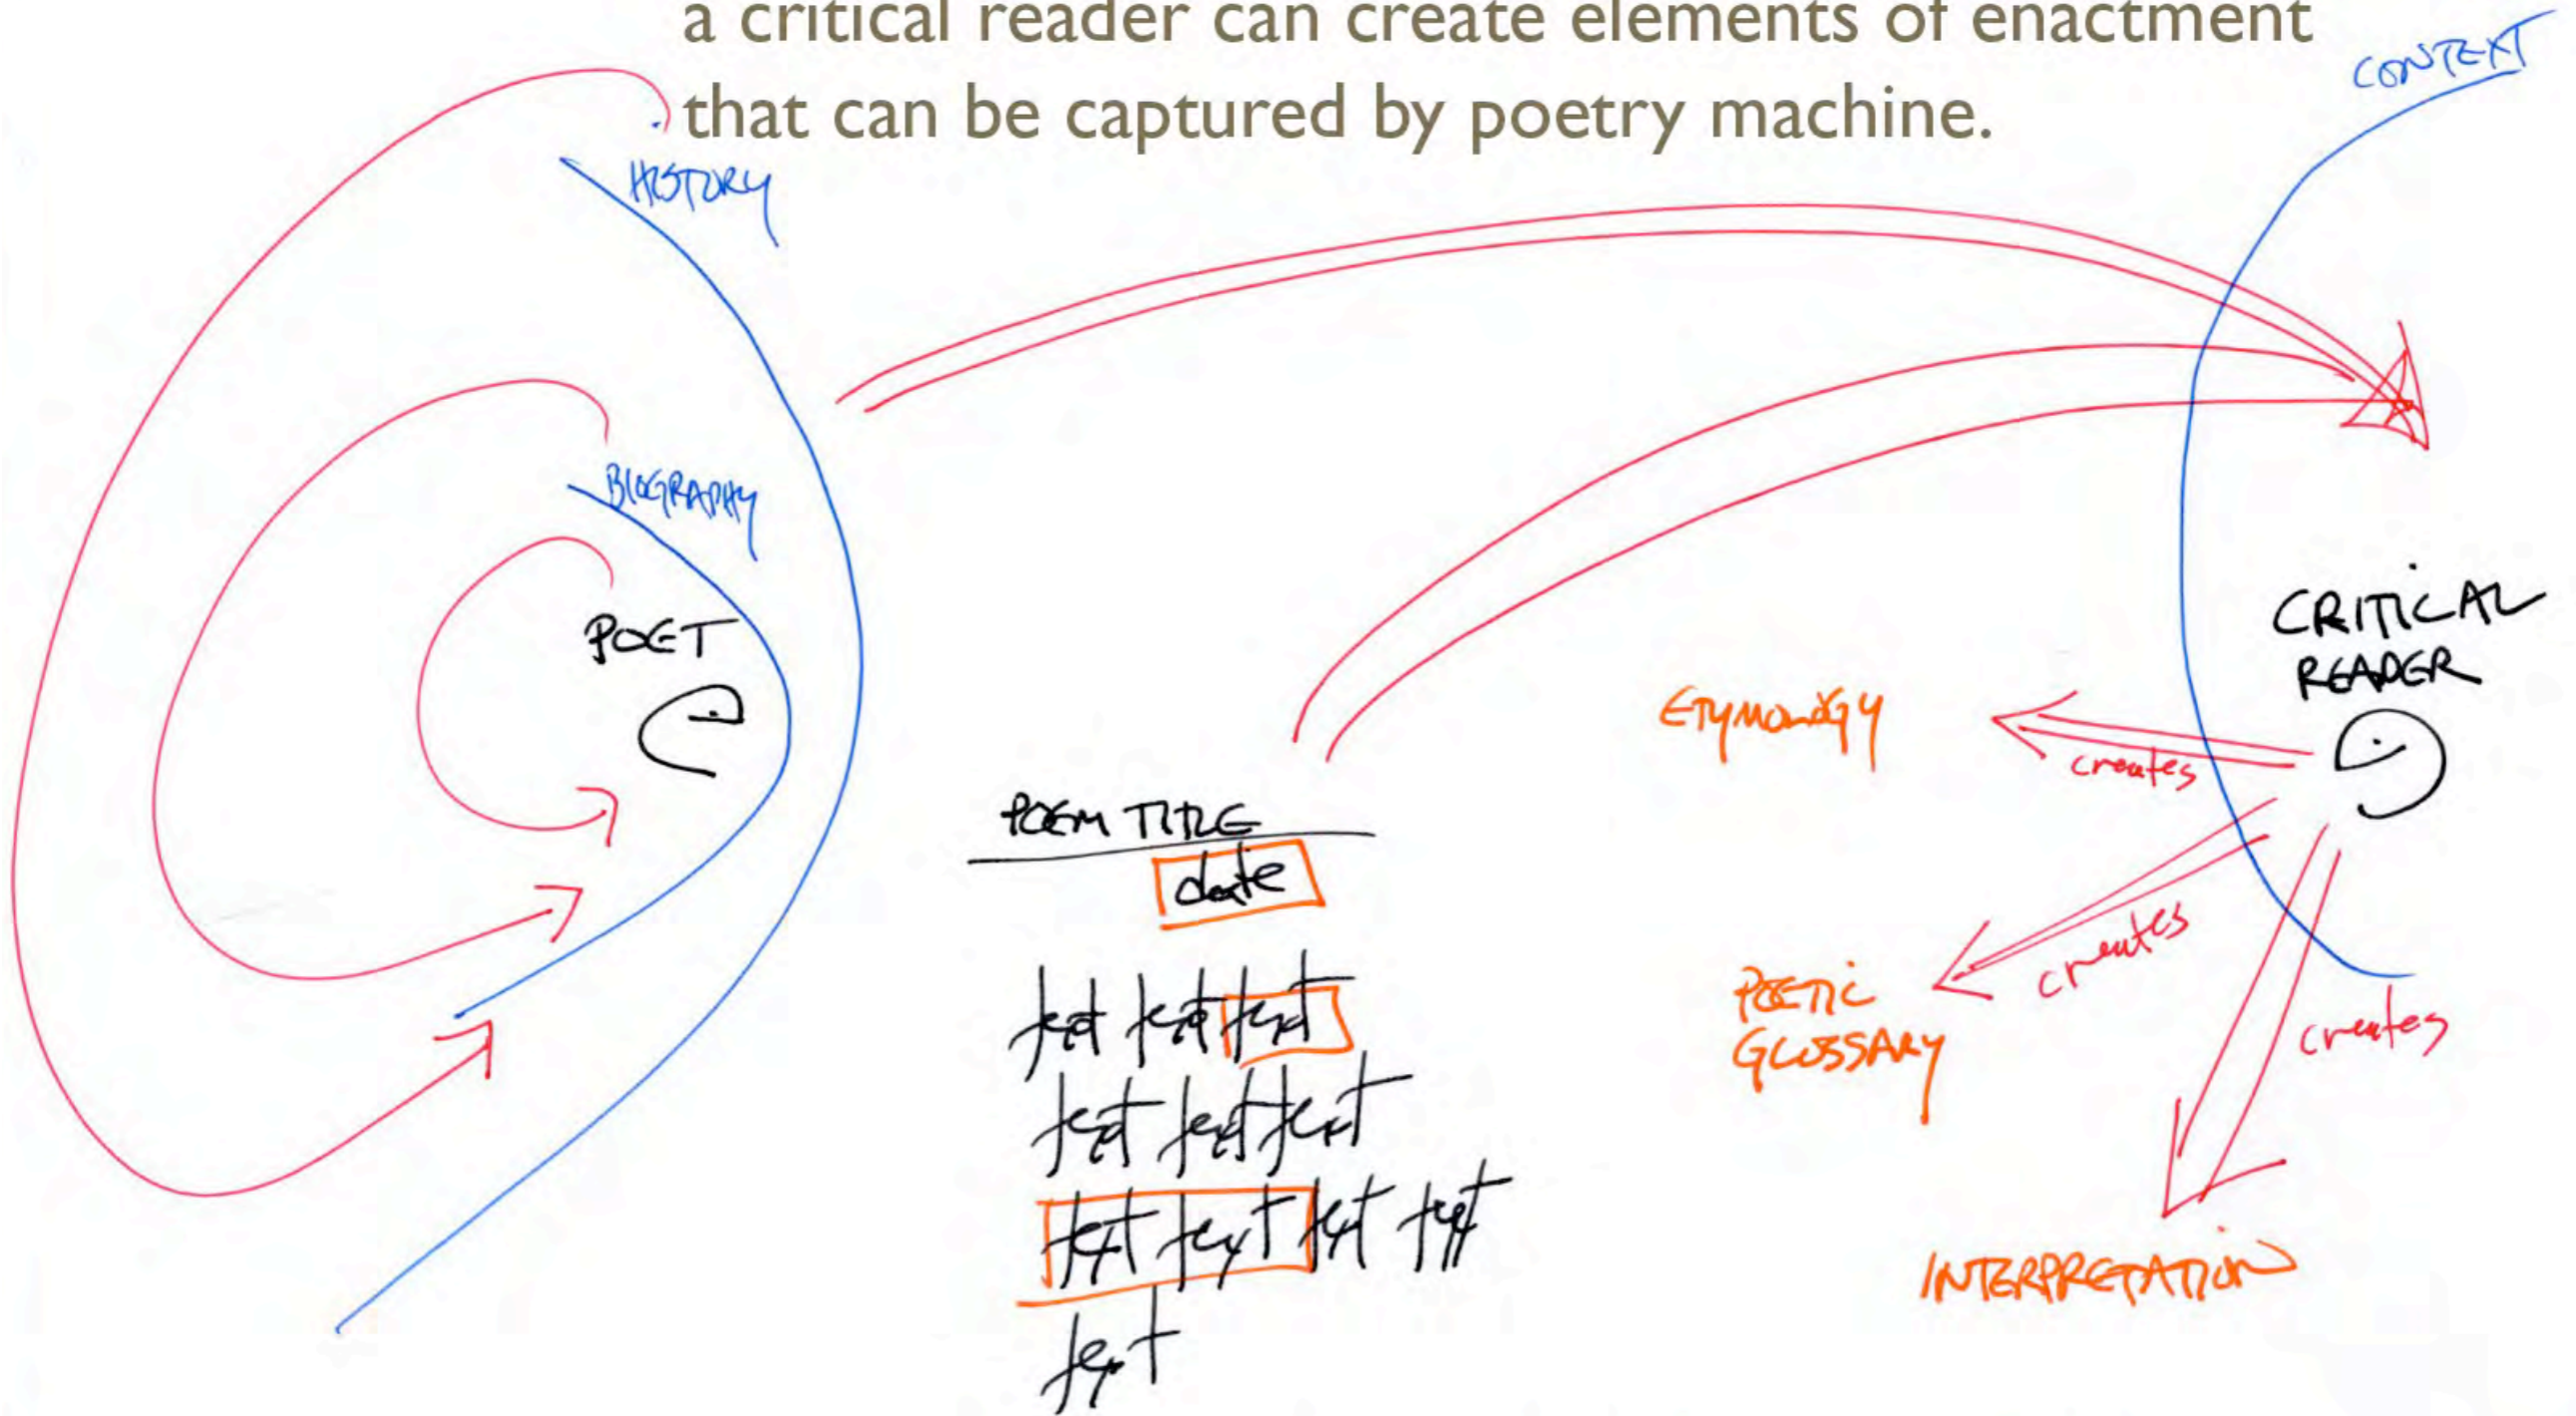 a critical reader can create elements of enactment
that can be captured by poetry machine.
CONTEXT
HISTORY
BIOGRAPHY
POET
CRITICAL
READER
ETYMOLOGY
creates
POEM TITLE
date
creates
POETIC
GLOSSARY
creates
text text text
text text text
text text text text
text
INTERPRETATION